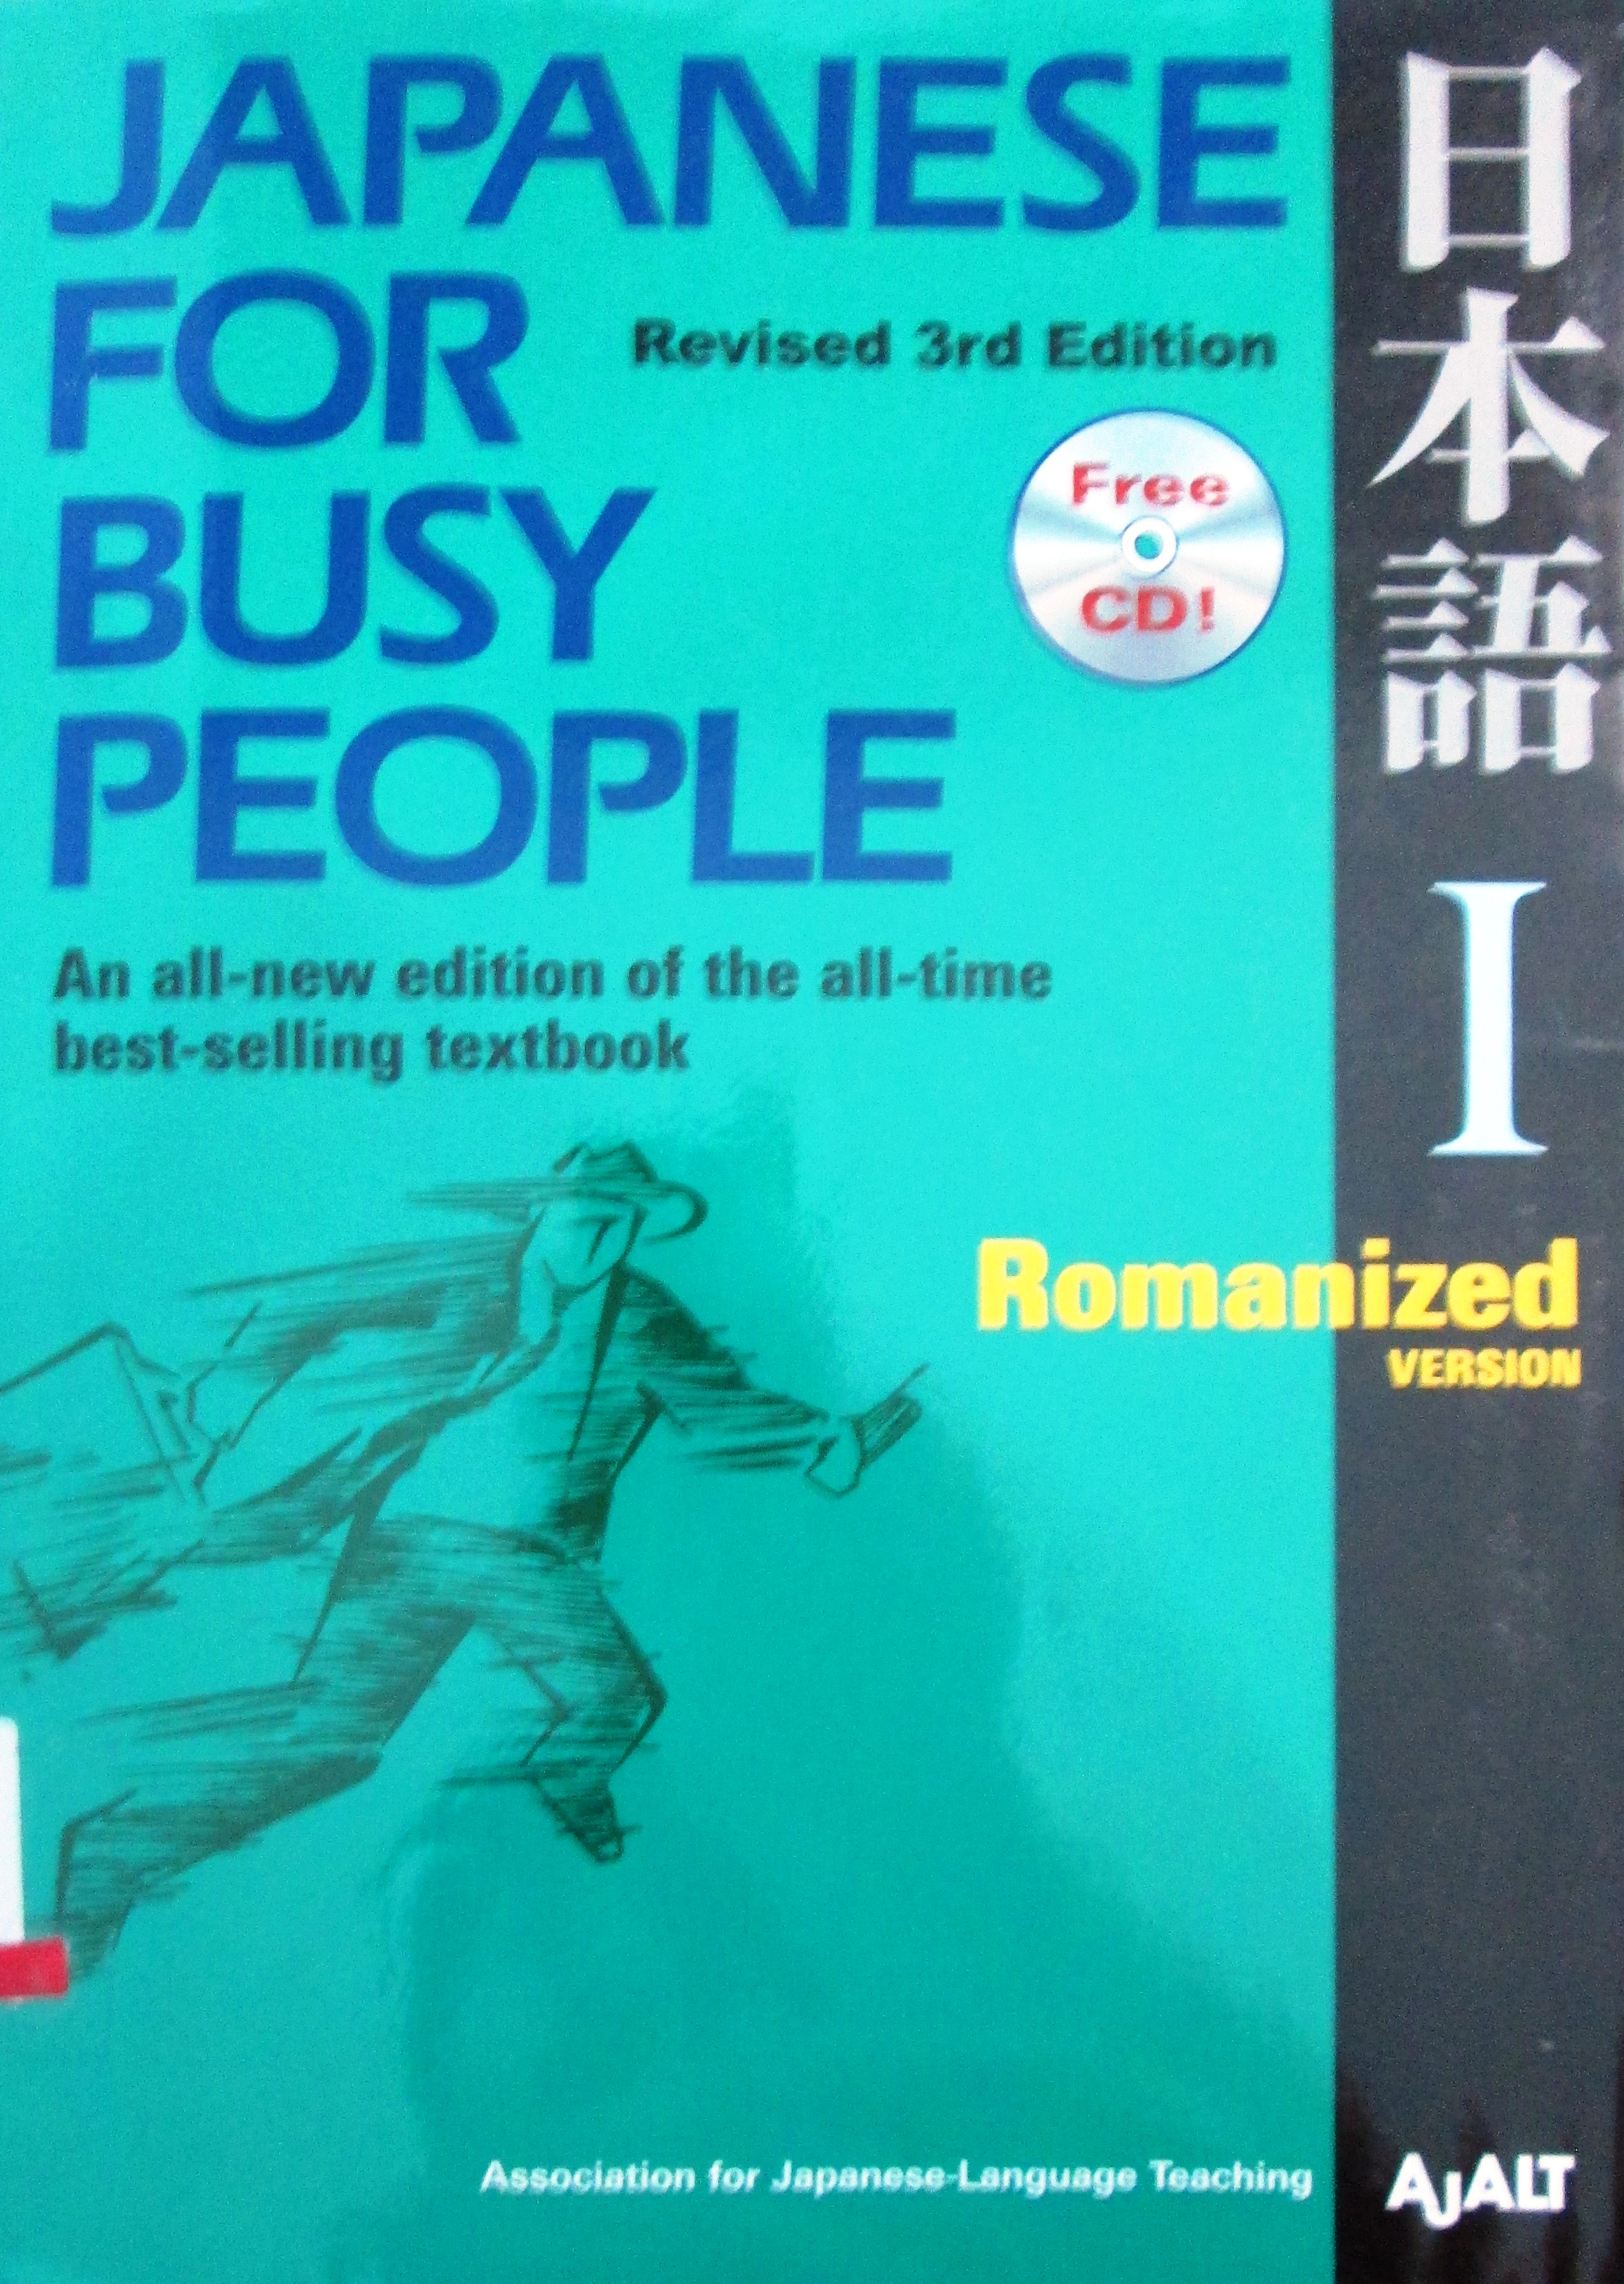 JAPANESE
FOR
Revised 3rd Edition
BUSY
PEOPLE
Free
CD!
An all-new edition of the all-time
best-selling textbook
日本語
I
Romanized
VERSION
Association for Japanese-Language Teaching
AJALT